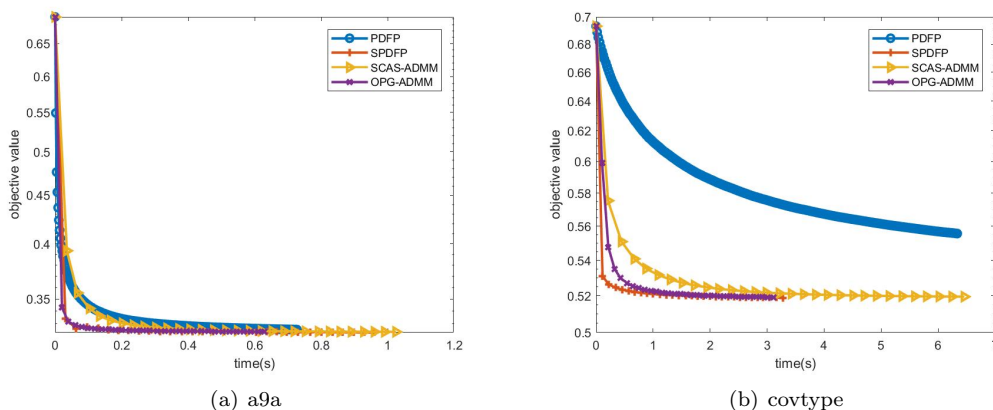 PDFP
SPDFP
SCAS-ADMM
OPG-ADMM
0.65
0.6
0.55
0.5
0.45
0.4
0.35
objective value
0 0.2 0.4 0.6 0.8 1 1.2
time(s)
(a) a9a
PDFP
SPDFP
SCAS-ADMM
OPG-ADMM
0.7
0.68
0.66
0.64
0.62
0.6
0.58
0.56
0.54
0.52
0.5
objective value
0 1 2 3 4 5 6 7
time(s)
(b) covtype